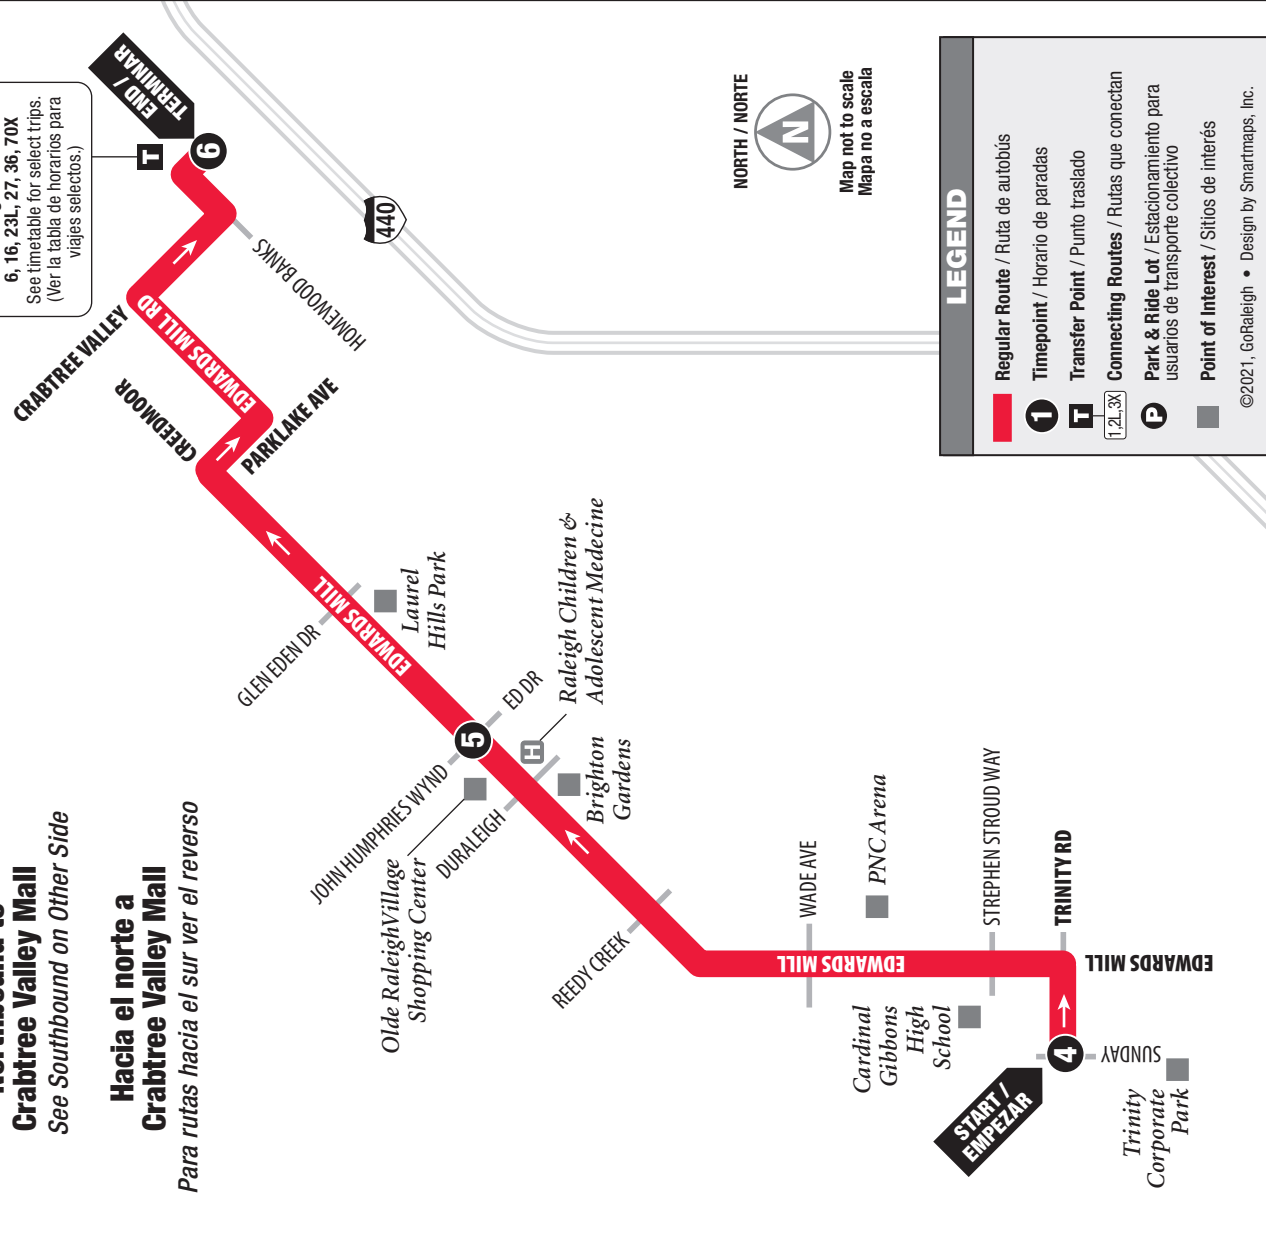 Crabtree Valley Mall
See Southbound on Other Side
Hacia el norte a
Crabtree Valley Mall
Para rutas hacia el sur ver el reverso
6, 16, 23L, 27, 36, 70X
See timetable for select trips.
(Ver la tabla de horarios para
viajes selectos.)
END /
TERMINAR
T
6
CRABTREE VALLEY
EDWARDS MILL RD
HOMEWOOD BANKS
CREEDMOOR
PARKLAKE AVE
440
EDWARDS MILL
GLEN EDEN DR
Laurel
Hills Park
5
ED DR
JOHN HUMPHRIES WYND
H
Raleigh Children &
Adolescent Medecine
Olde RaleighVillage
Shopping Center
DURALEIGH
Brighton
Gardens
REEDY CREEK
WADE AVE
PNC Arena
EDWARDS MILL
Cardinal
Gibbons
High
School
STREPHEN STROUD WAY
TRINITY RD
EDWARDS MILL
4
SUNDAY
START /
EMPEZAR
Trinity
Corporate
Park
NORTH / NORTE
N
Map not to scale
Mapa no a escala
LEGEND
Regular Route / Ruta de autobús
1 Timepoint / Horario de paradas
T Transfer Point / Punto traslado
1,2L,3X Connecting Routes / Rutas que conectan
P Park & Ride Lot / Estacionamiento para
usuarios de transporte colectivo
Point of Interest / Sitios de interés
©2021, GoRaleigh • Design by Smartmaps, Inc.